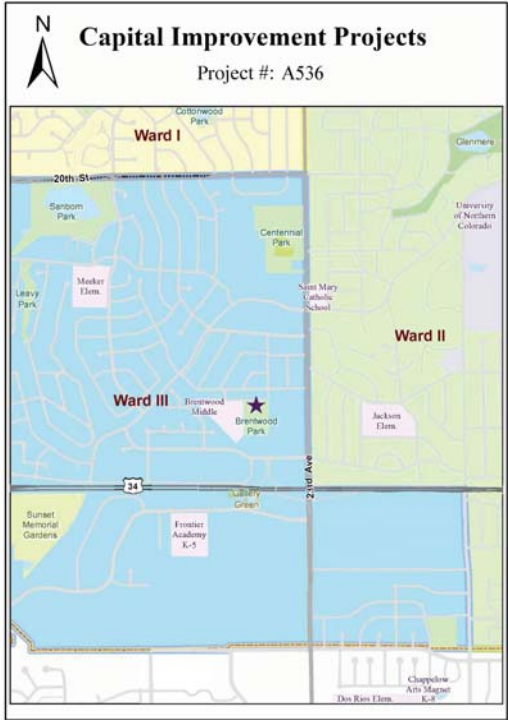 N
Capital Improvement Projects
Project #: A536
Cottonwood
Park
Ward I
20th St
Glenmere
Sanborn
Park
University
of Northern
Colorado
Centennial
Park
Meeker
Elem.
Leavy
Park
Saint Mary
Catholic
School
Ward II
Ward III
Brentwood
Middle
Brentwood
Park
Jackson
Elem.
34
23rd Ave
Gallery
Green
Sunset
Memorial
Gardens
Frontier
Academy
K-5
Chappelow
Arts Magnet
K-8
Dos Rios Elem.